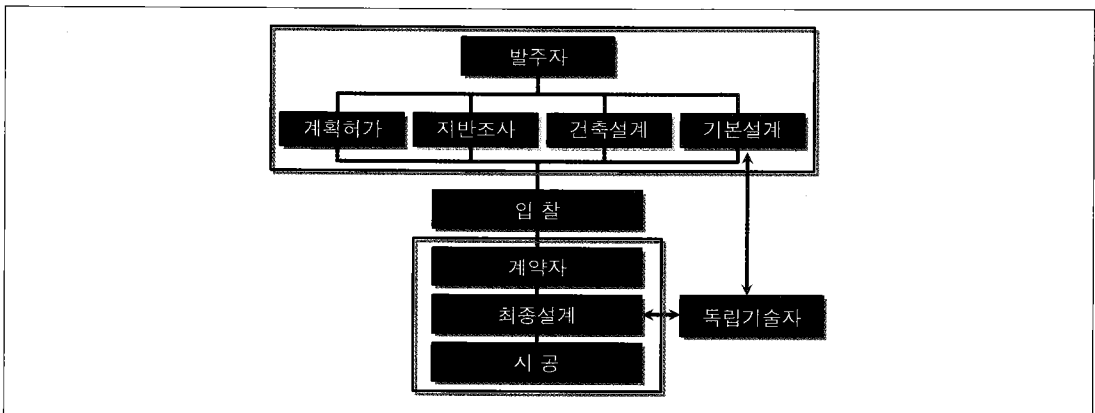 발주자
계획허가 지반조사 건축설계 기본설계
입 찰
계약자
최종설계 독립기술자
시 공